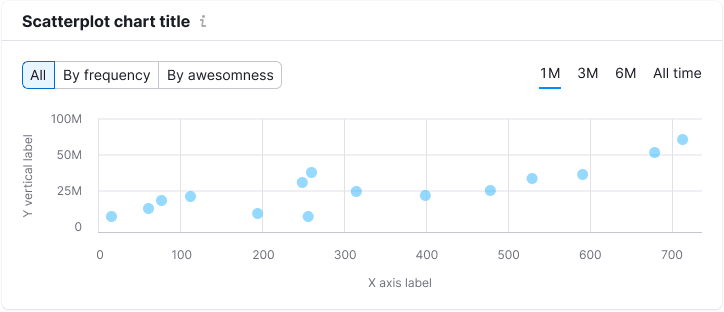 Scatterplot chart title i
All By frequency By awesomness 1M 3M 6M All time
Y vertical label
100M
50M
25M
0
0 100 200 300 400 500 600 700
X axis label